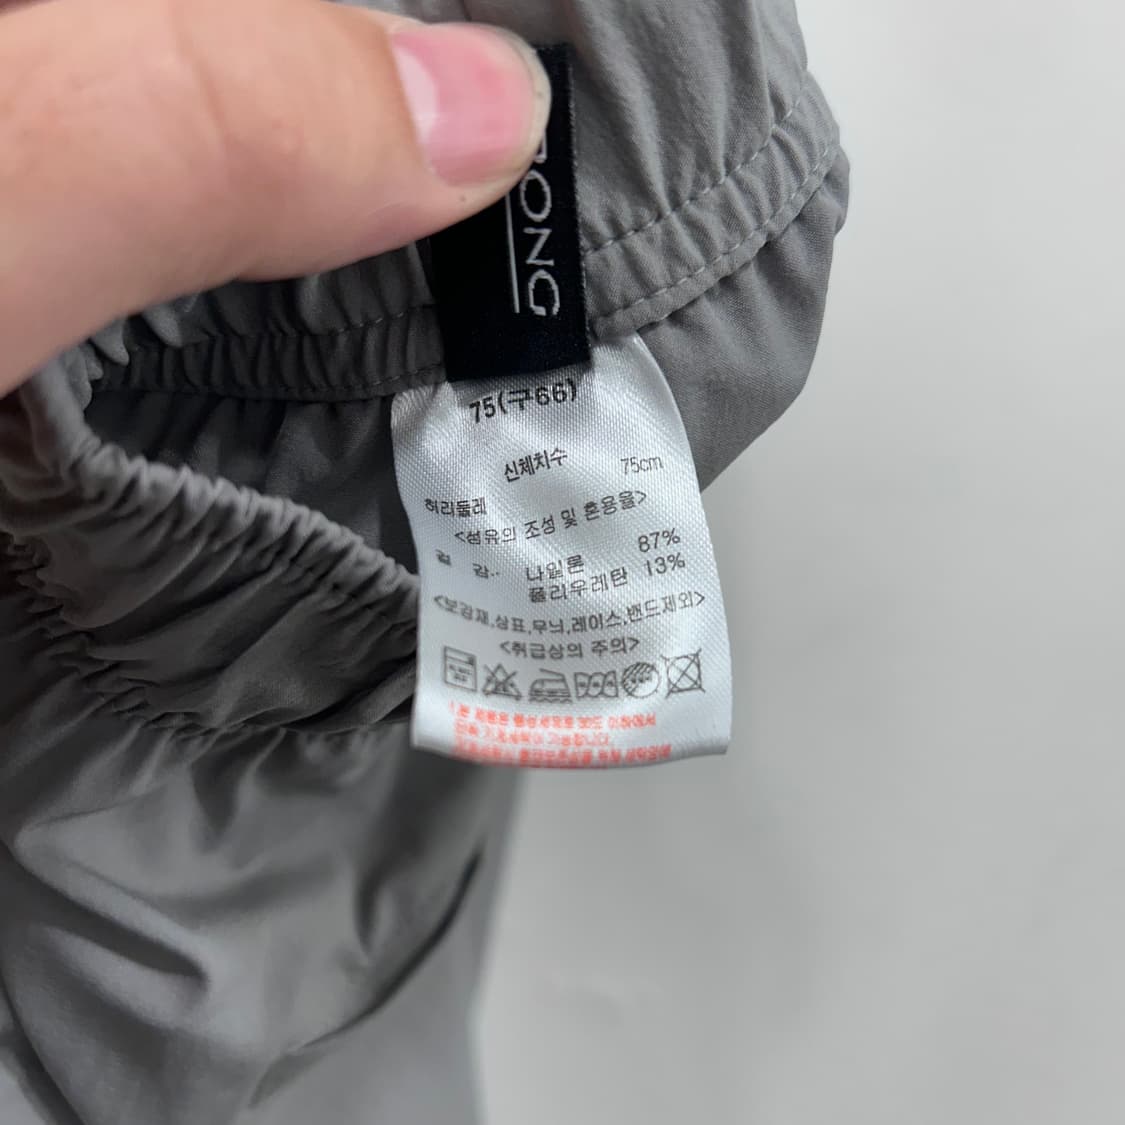 ONG
75(구66)
신체치수
허리둘레 75cm
<섬유의 조성 및 혼용율>
겉 감: 나일론 87%
폴리우레탄 13%
<보강재,상표,무늬,레이스,밴드제외>
<취급상의 주의>